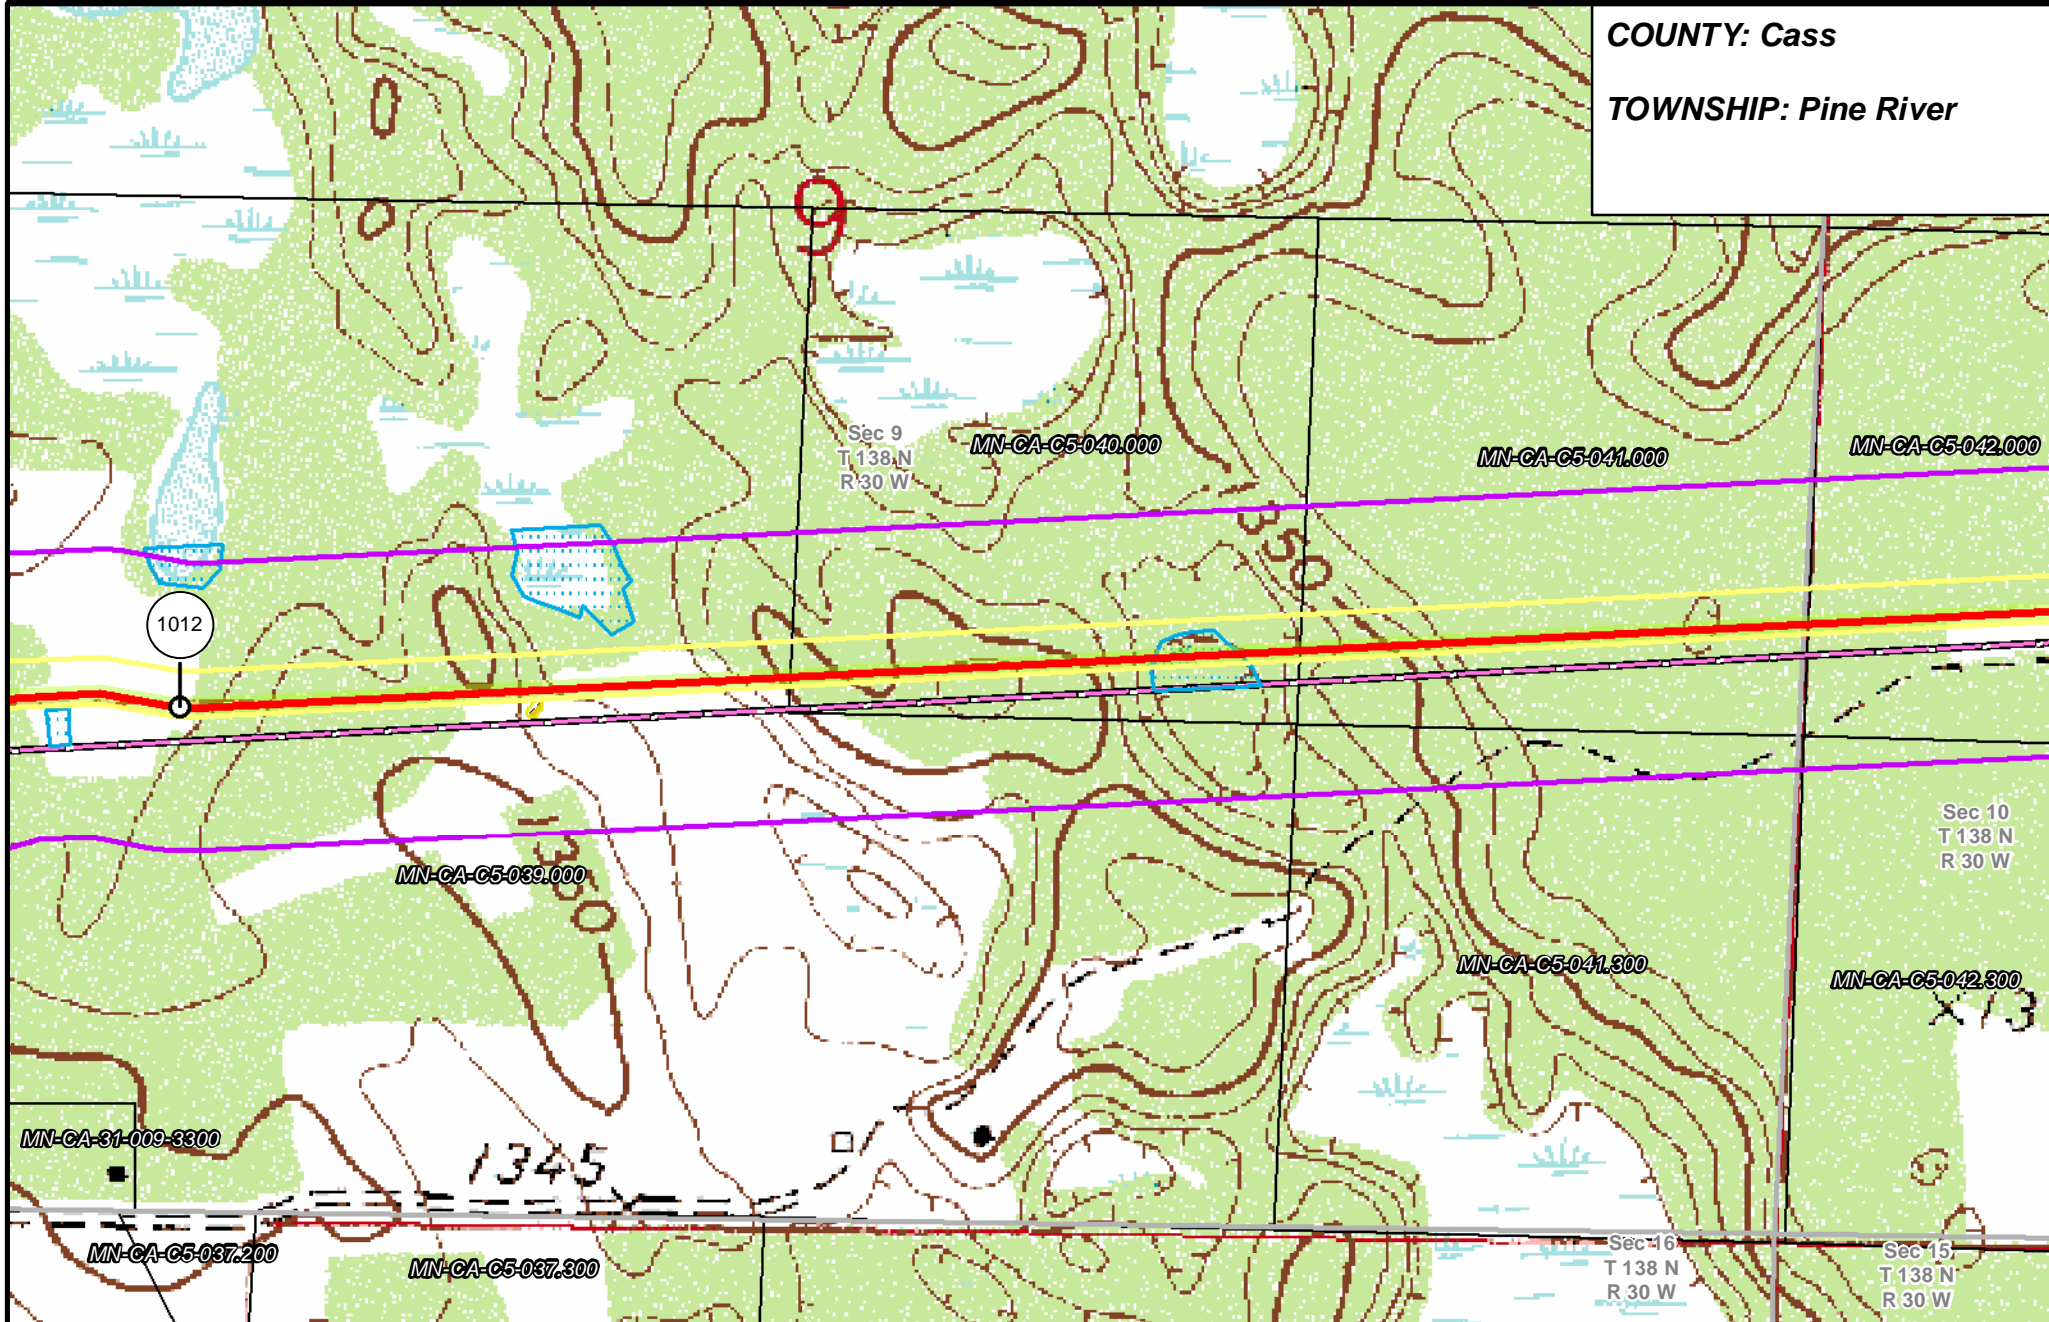 COUNTY: Cass
TOWNSHIP: Pine River
9
Sec 9
T 138 N
R 30 W
MN-CA-C5-040.000
MN-CA-C5-041.000
MN-CA-C5-042.000
350
1012
Sec 10
T 138 N
R 30 W
MN-CA-C5-039.000
1350
MN-CA-C5-041.300
MN-CA-C5-042.300
x13
MN-CA-31-009-3300
1345
x
MN-CA-C5-037.200
MN-CA-C5-037.300
Sec 16
T 138 N
R 30 W
Sec 15
T 138 N
R 30 W